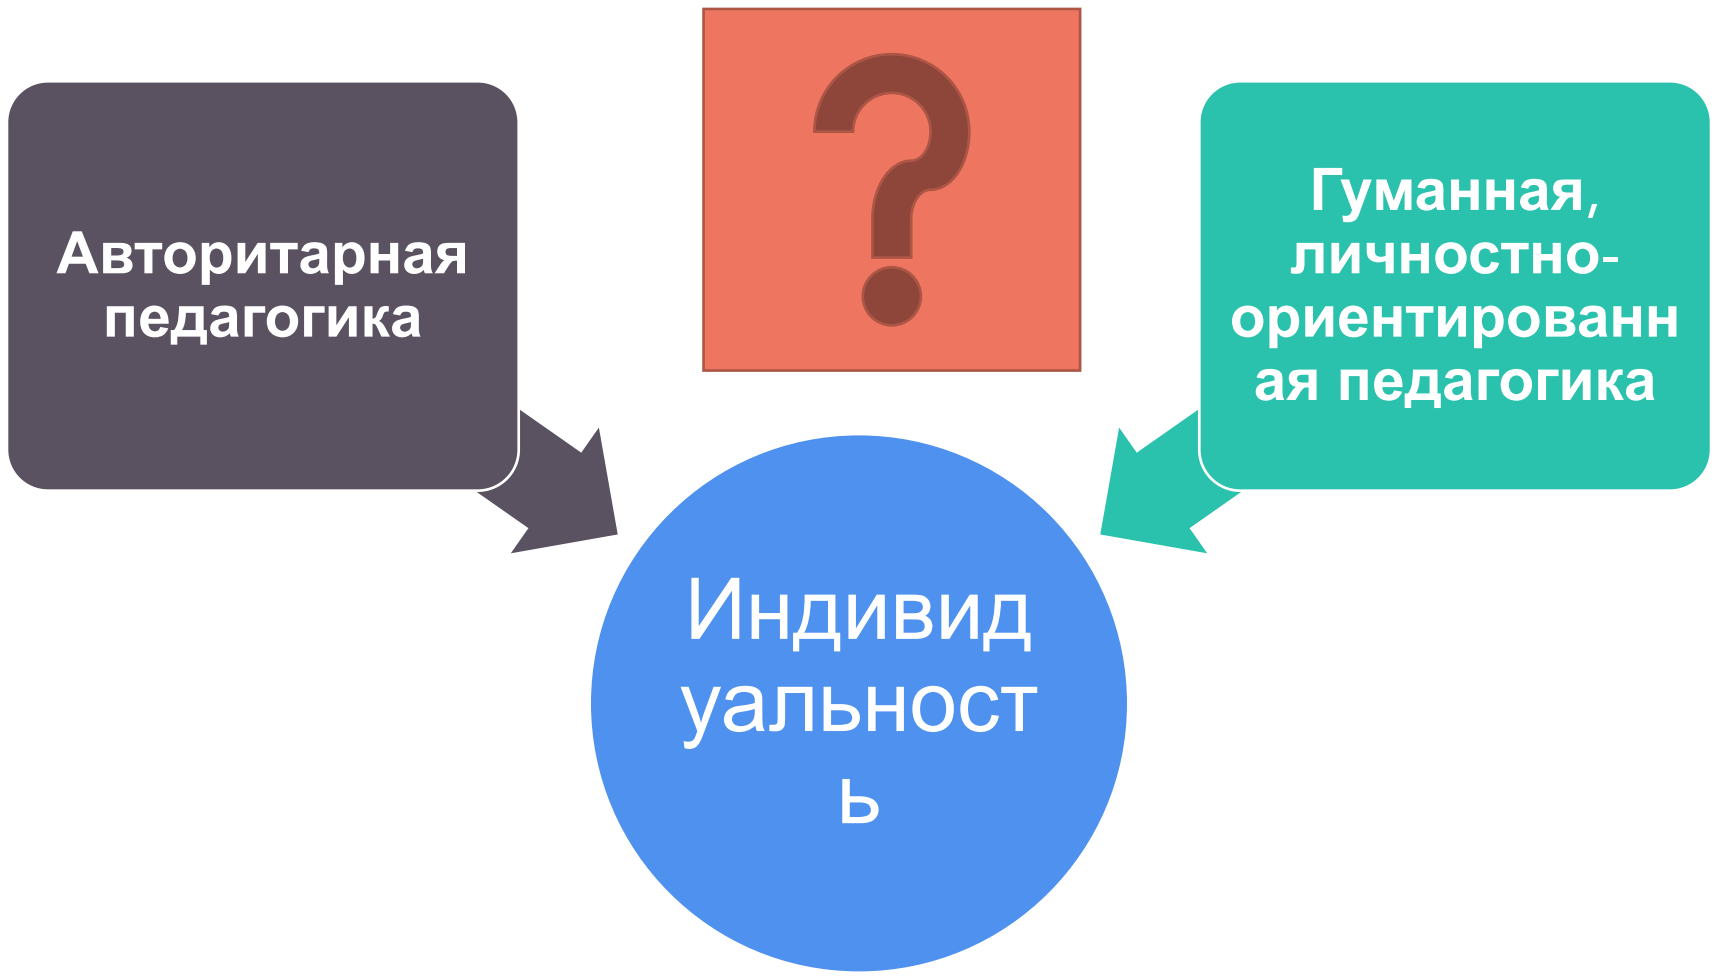 Авторитарная
педагогика
?
Гуманная,
личностно-
ориентированн
ая педагогика
Индивид
уальност
ь